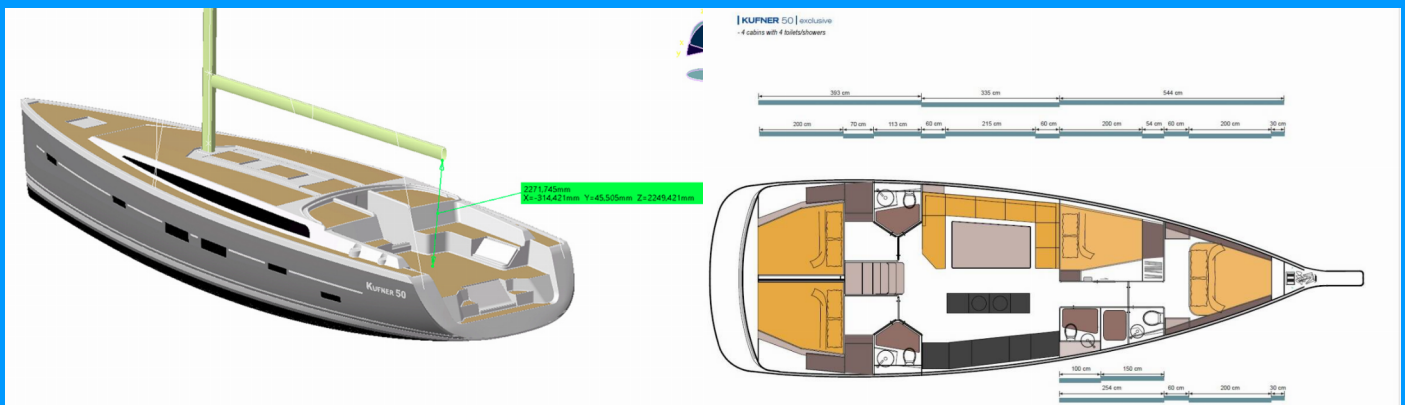 2271,745mm
X=-314,421mm Y=45,505mm Z=2249,421mm
KUFNER 50
| KUFNER 50 | exclusive
- 4 cabins with 4 toilets/showers
393 cm 335 cm 544 cm
200 cm 70 cm 113 cm 60 cm 215 cm 60 cm 200 cm 54 cm 60 cm 200 cm 30 cm
100 cm 150 cm
254 cm 60 cm 200 cm 30 cm